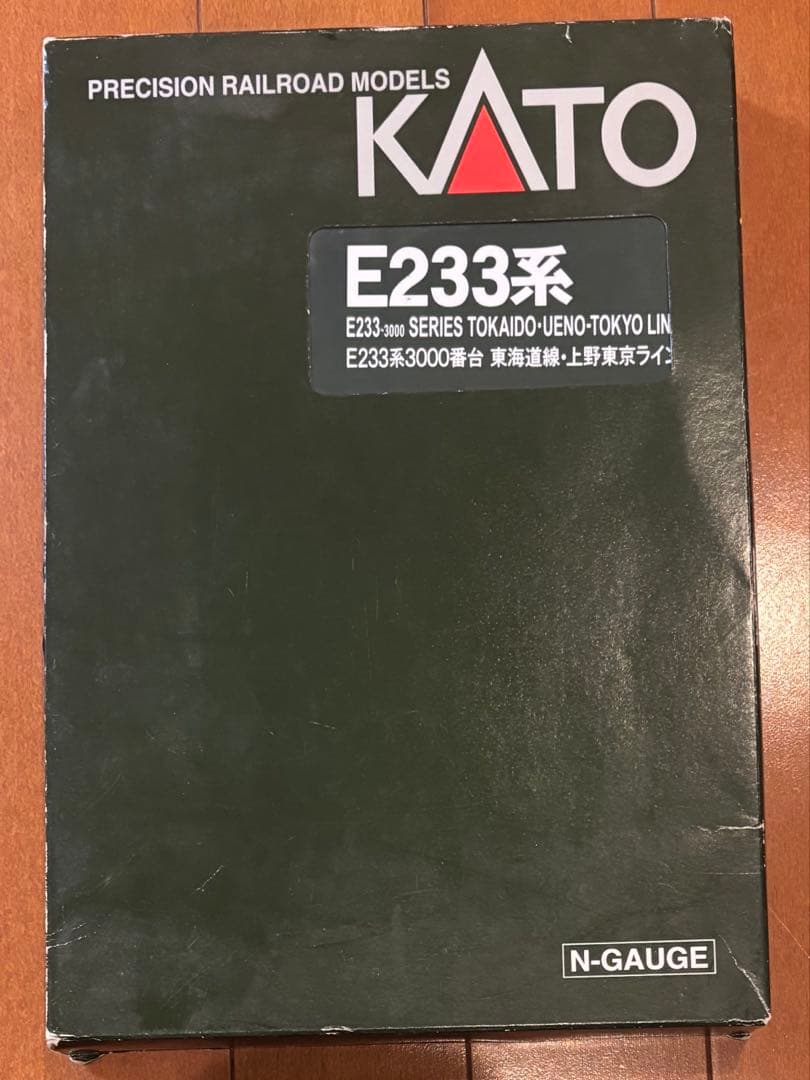 PRECISION RAILROAD MODELS
KATO
E233系
E233-3000 SERIES TOKAIDO・UENO-TOKYO LIN
E233系3000番台 東海道線・上野東京ライン
N-GAUGE